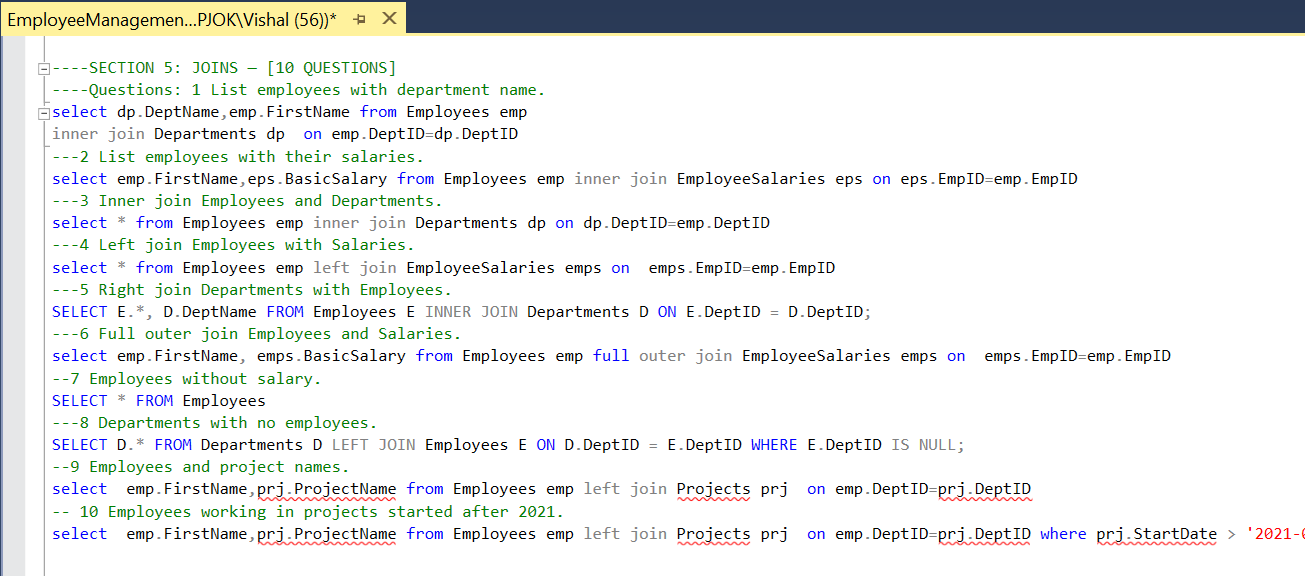 EmployeeManagemen...PJOK\Vishal (56))*
----SECTION 5: JOINS — [10 QUESTIONS]
----Questions: 1 List employees with department name.
select dp.DeptName,emp.FirstName from Employees emp
inner join Departments dp  on emp.DeptID=dp.DeptID
---2 List employees with their salaries.
select emp.FirstName,eps.BasicSalary from Employees emp inner join EmployeeSalaries eps on eps.EmpID=emp.EmpID
---3 Inner join Employees and Departments.
select * from Employees emp inner join Departments dp on dp.DeptID=emp.DeptID
---4 Left join Employees with Salaries.
select * from Employees emp left join EmployeeSalaries emps on  emps.EmpID=emp.EmpID
---5 Right join Departments with Employees.
SELECT E.*, D.DeptName FROM Employees E INNER JOIN Departments D ON E.DeptID = D.DeptID;
---6 Full outer join Employees and Salaries.
select emp.FirstName, emps.BasicSalary from Employees emp full outer join EmployeeSalaries emps on  emps.EmpID=emp.EmpID
--7 Employees without salary.
SELECT * FROM Employees
---8 Departments with no employees.
SELECT D.* FROM Departments D LEFT JOIN Employees E ON D.DeptID = E.DeptID WHERE E.DeptID IS NULL;
--9 Employees and project names.
select  emp.FirstName,prj.ProjectName from Employees emp left join Projects prj  on emp.DeptID=prj.DeptID
-- 10 Employees working in projects started after 2021.
select  emp.FirstName,prj.ProjectName from Employees emp left join Projects prj  on emp.DeptID=prj.DeptID where prj.StartDate > '2021-